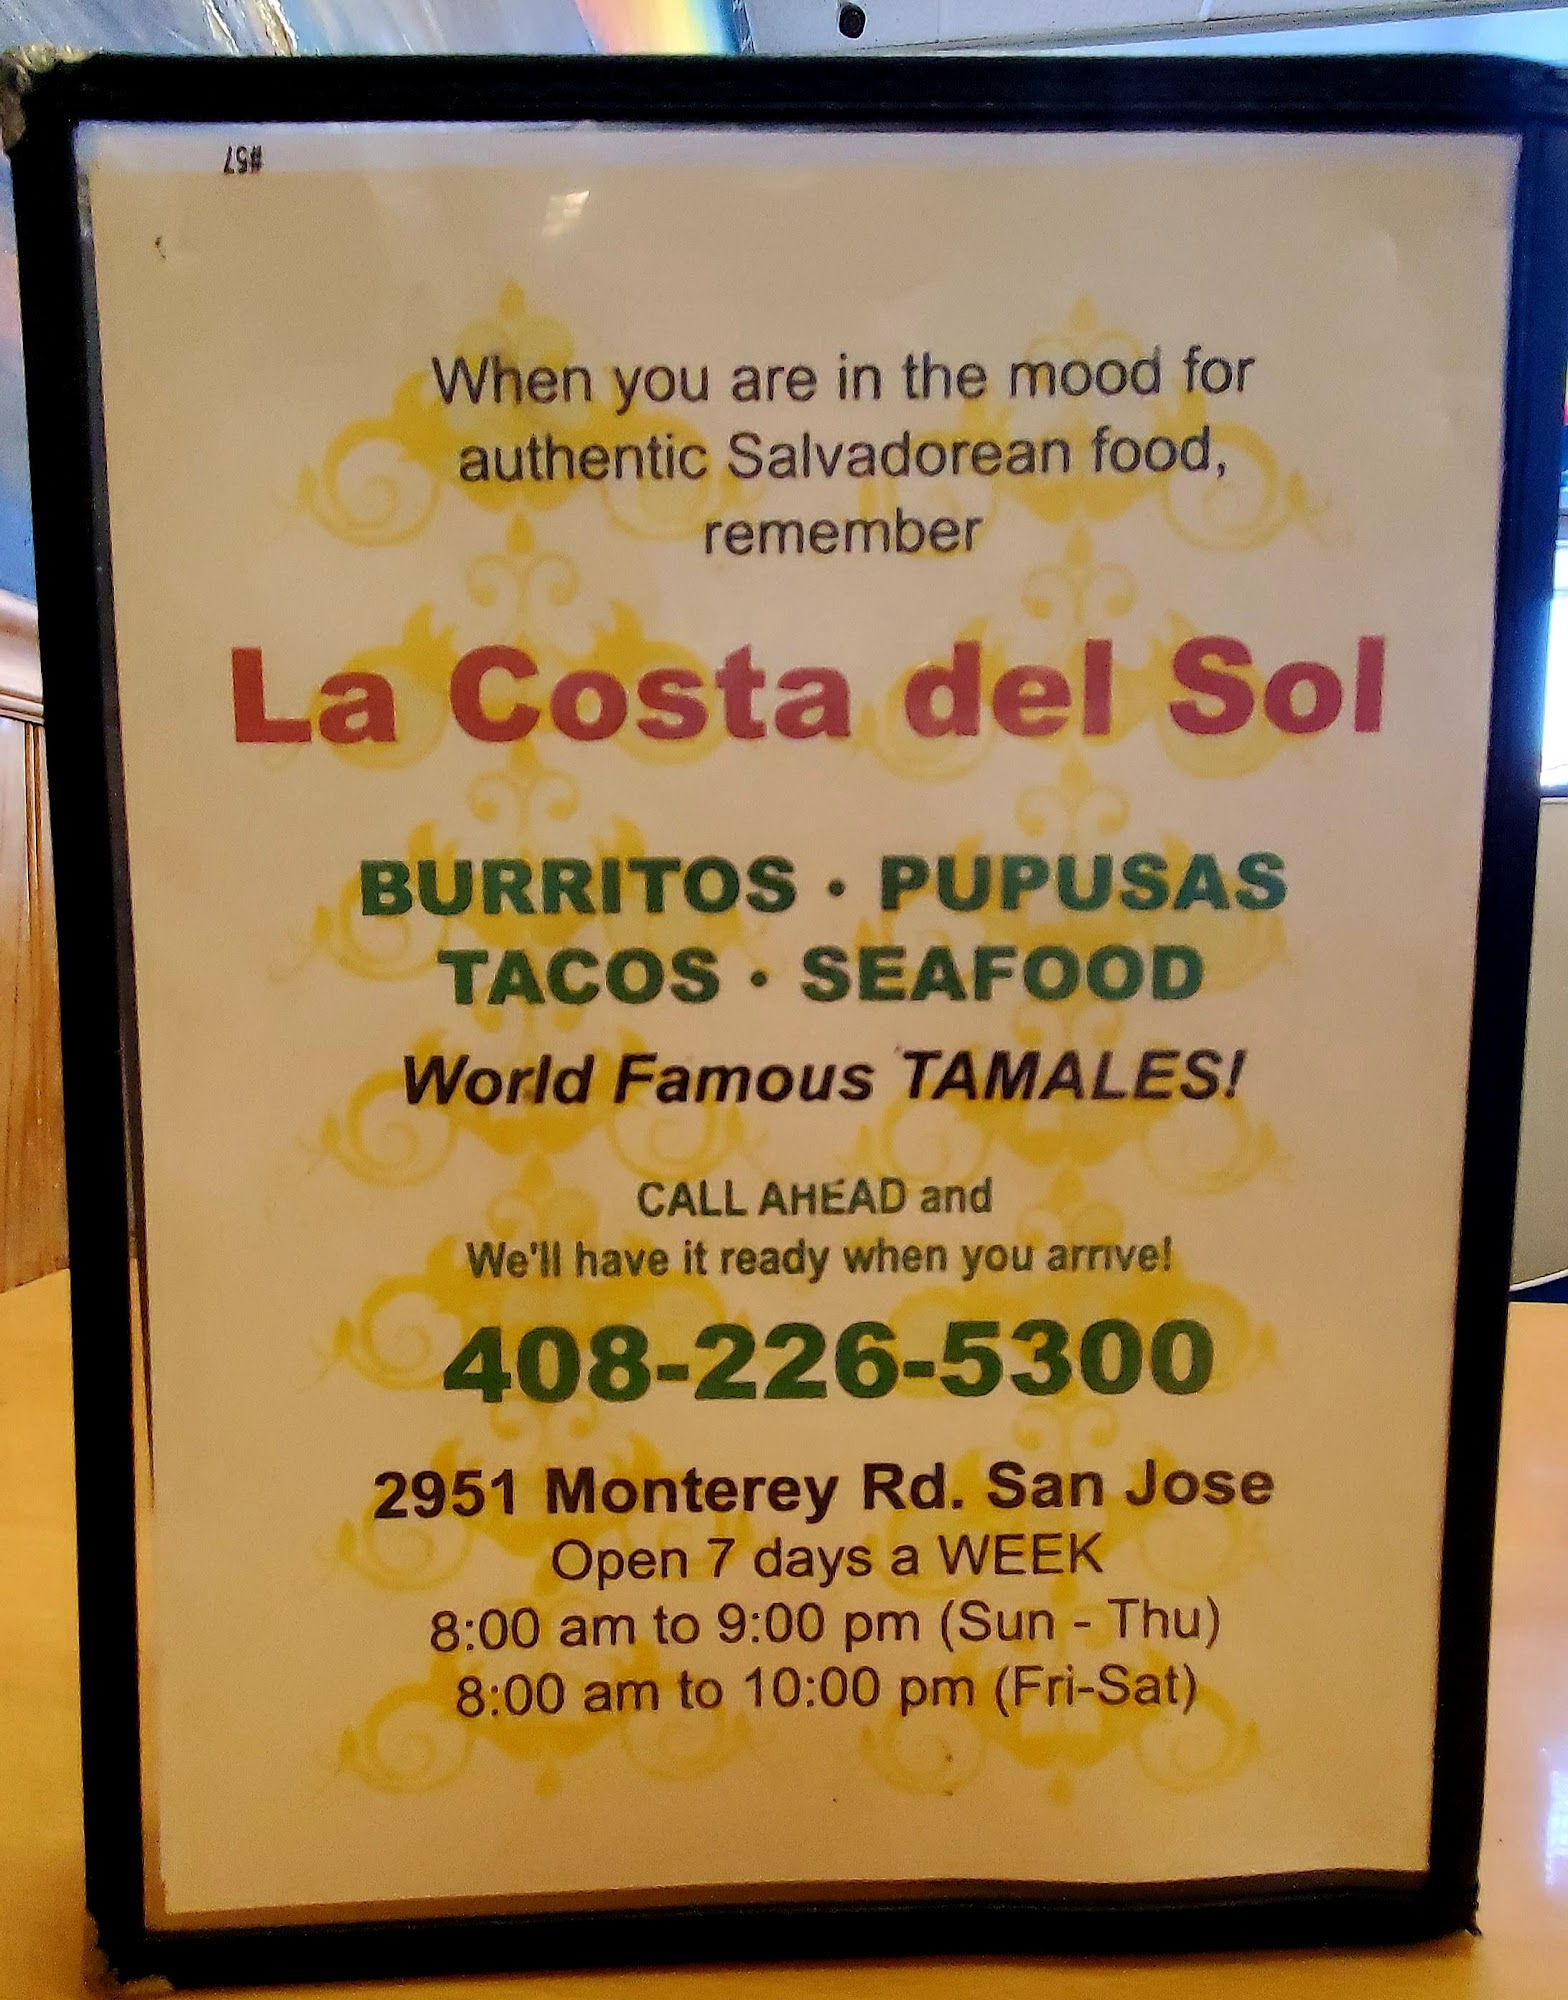 #57
When you are in the mood for
authentic Salvadorean food,
remember
La Costa del Sol
BURRITOS • PUPUSAS
TACOS • SEAFOOD
World Famous TAMALES!
CALL AHEAD and
We'll have it ready when you arrive!
408-226-5300
2951 Monterey Rd. San Jose
Open 7 days a WEEK
8:00 am to 9:00 pm (Sun - Thu)
8:00 am to 10:00 pm (Fri-Sat)